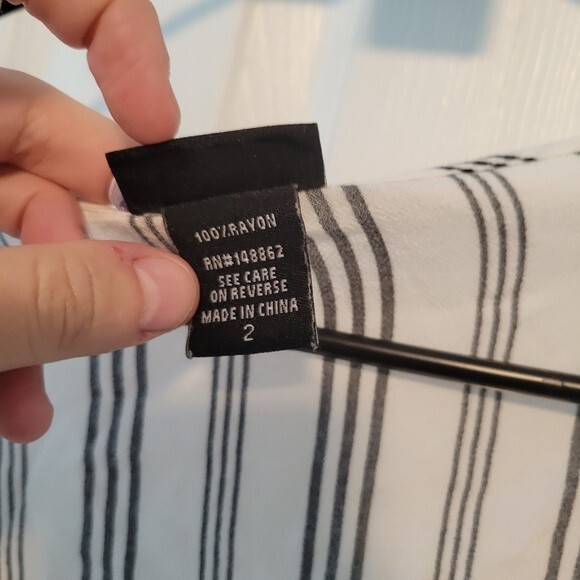 100% RAYON
RN#148862
SEE CARE
ON REVERSE
MADE IN CHINA
2